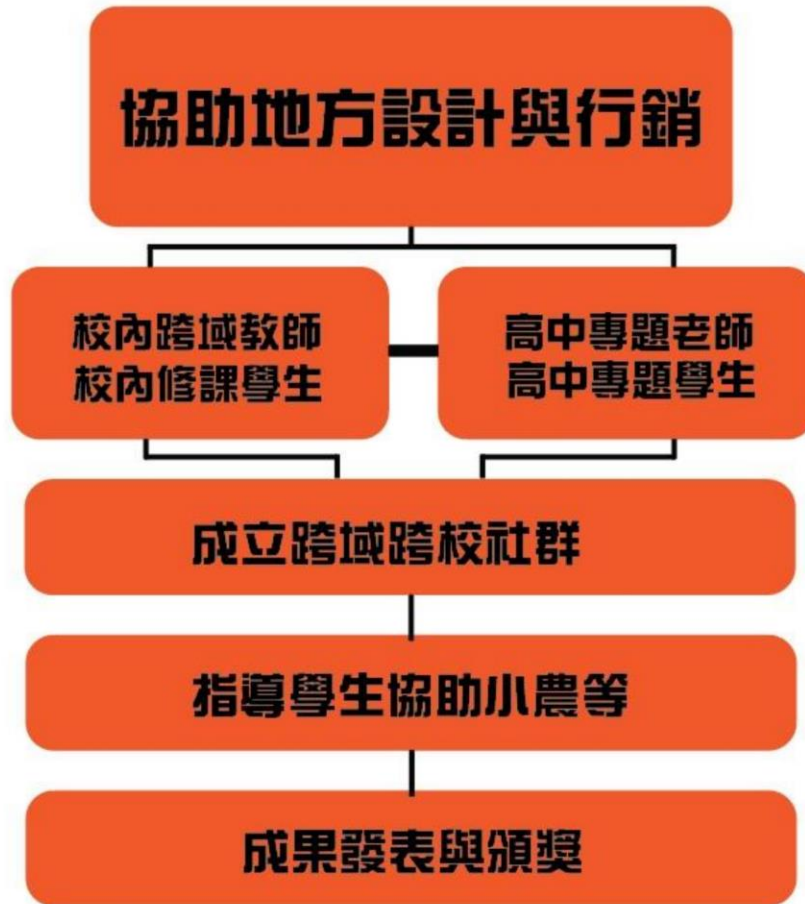 協助地方設計與行銷
校內跨域教師
校內修課學生
高中專題老師
高中專題學生
成立跨域跨校社群
指導學生協助小農等
成果發表與頒獎